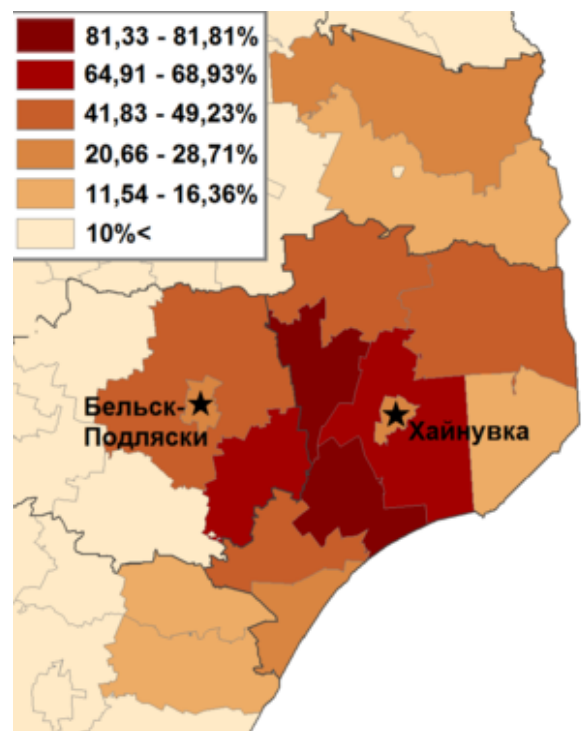 81,33 - 81,81%
64,91 - 68,93%
41,83 - 49,23%
20,66 - 28,71%
11,54 - 16,36%
10%<
Бельск-
Подляски
Хайнувка